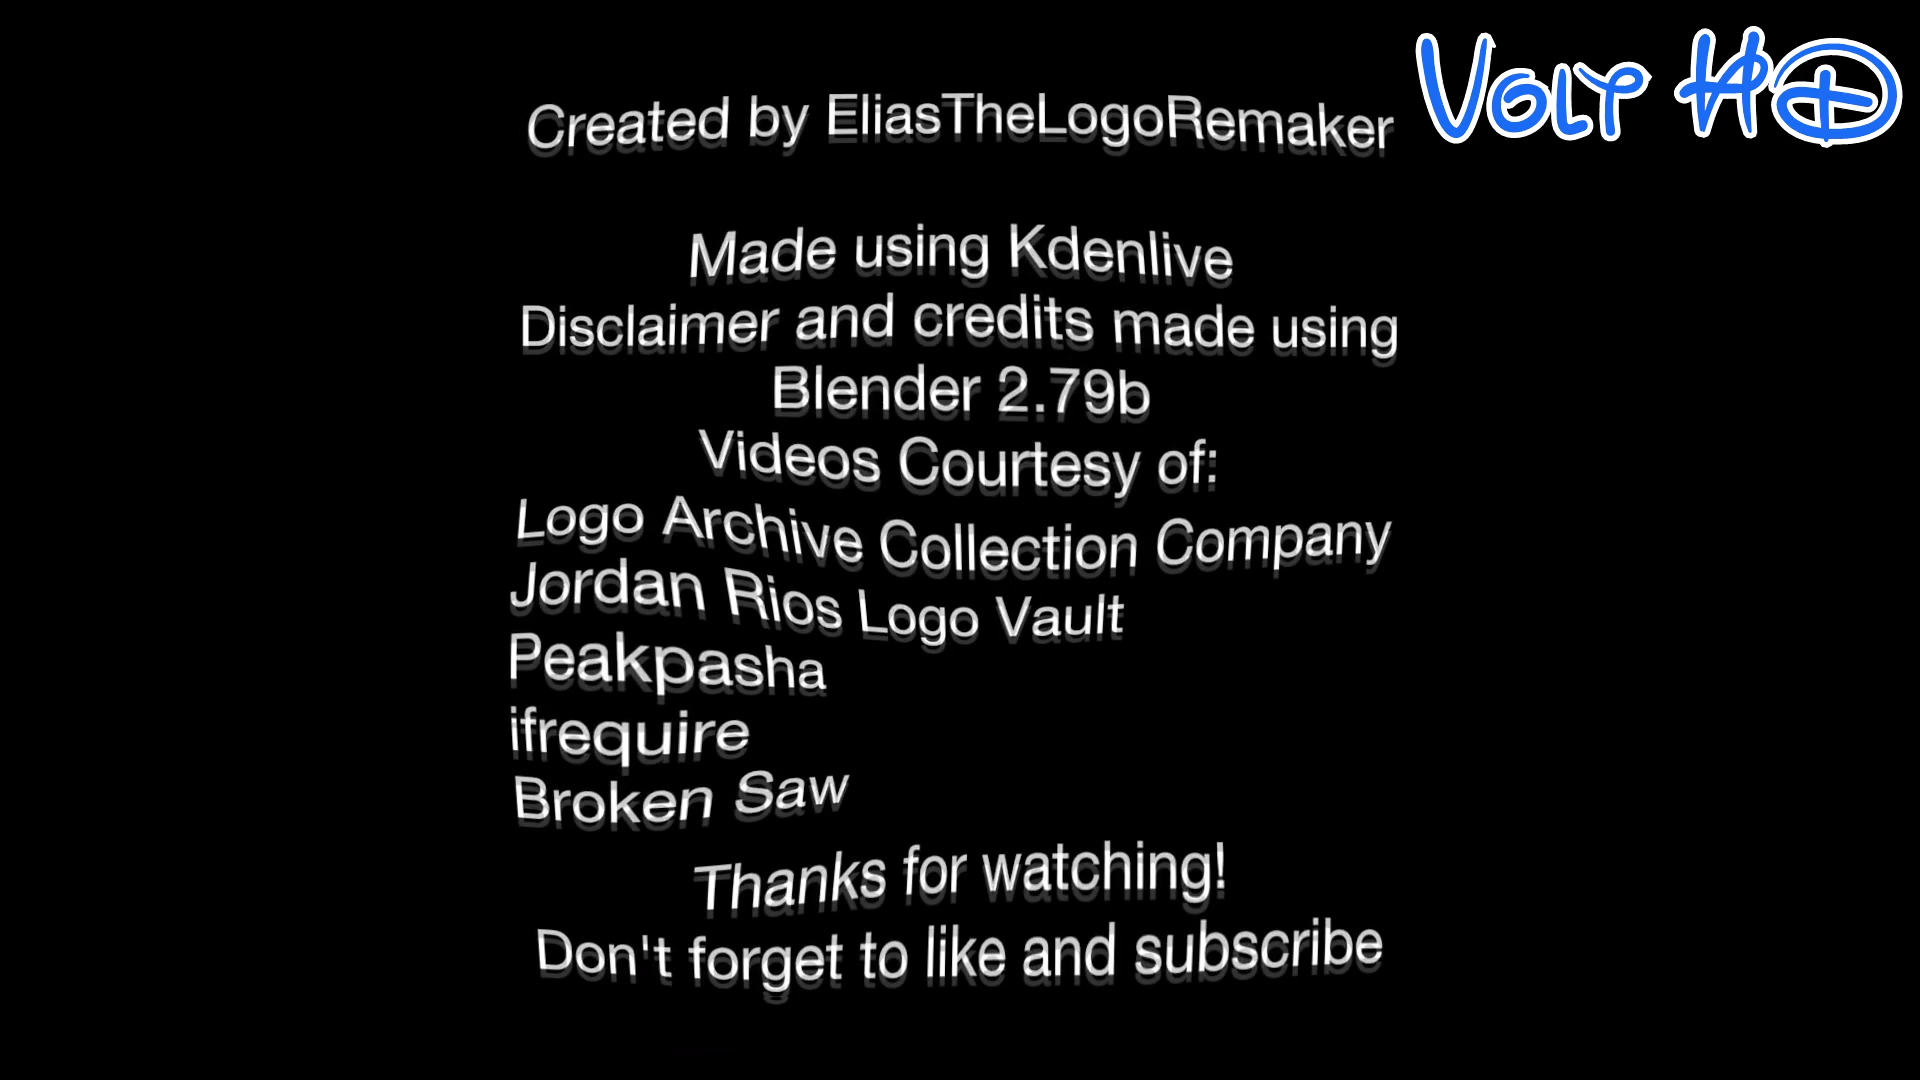 Volt HD
Created by EliasTheLogoRemaker
Made using Kdenlive
Disclaimer and credits made using
Blender 2.79b
Videos Courtesy of:
Logo Archive Collection Company
Jordan Rios Logo Vault
Peakpasha
ifrequire
Broken Saw
Thanks for watching!
Don't forget to like and subscribe